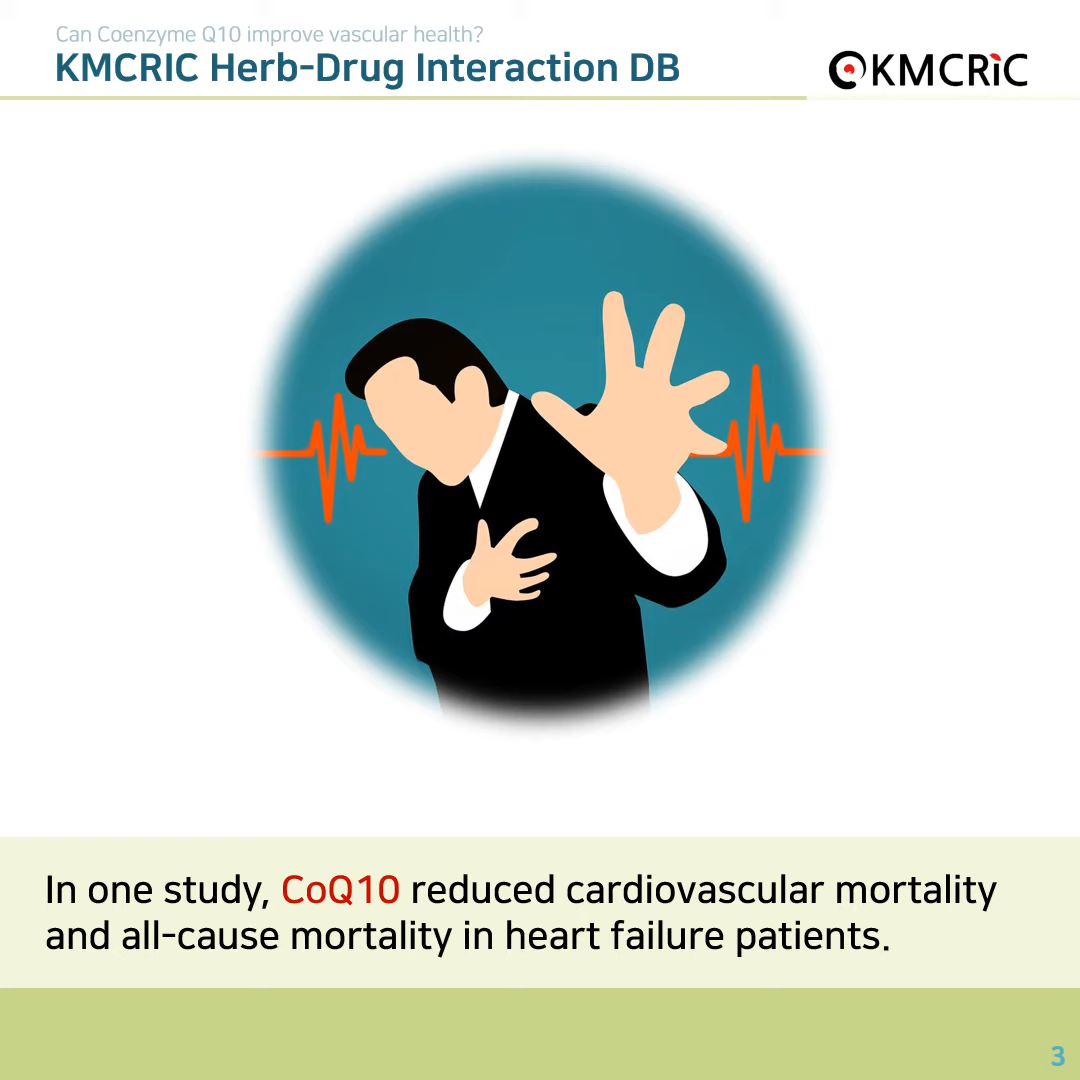 Can Coenzyme Q10 improve vascular health?
KMCRIC Herb-Drug Interaction DB
KMCRiC
In one study, CoQ10 reduced cardiovascular mortality
and all-cause mortality in heart failure patients.
3